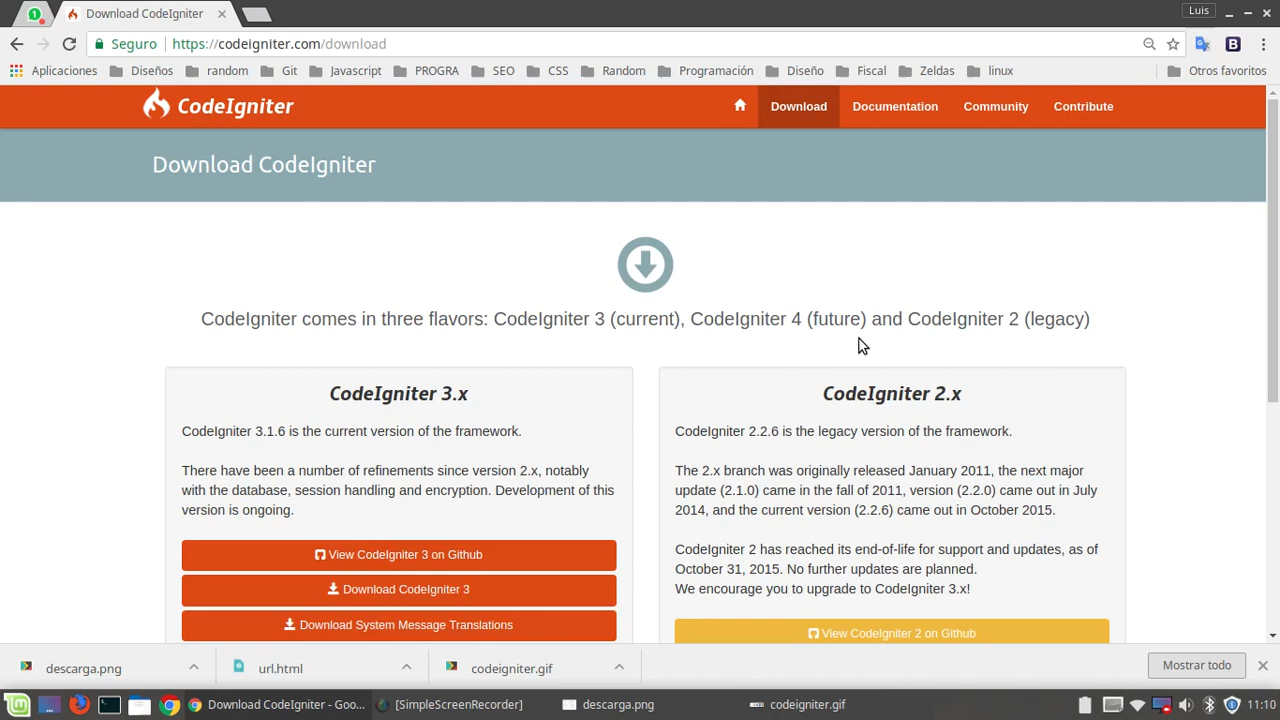 1
Download CodeIgniter
Luis
Seguro https://codeigniter.com/download
Aplicaciones Diseños random Git Javascript PROGRA SEO CSS Random Programación Diseño Fiscal Zeldas linux Otros favoritos
CodeIgniter Download Documentation Community Contribute
Download CodeIgniter
CodeIgniter comes in three flavors: CodeIgniter 3 (current), CodeIgniter 4 (future) and CodeIgniter 2 (legacy)
CodeIgniter 3.x
CodeIgniter 3.1.6 is the current version of the framework.
There have been a number of refinements since version 2.x, notably
with the database, session handling and encryption. Development of this
version is ongoing.
View CodeIgniter 3 on Github
Download CodeIgniter 3
Download System Message Translations
CodeIgniter 2.x
CodeIgniter 2.2.6 is the legacy version of the framework.
The 2.x branch was originally released January 2011, the next major
update (2.1.0) came in the fall of 2011, version (2.2.0) came out in July
2014, and the current version (2.2.6) came out in October 2015.
CodeIgniter 2 has reached its end-of-life for support and updates, as of
October 31, 2015. No further updates are planned.
We encourage you to upgrade to CodeIgniter 3.x!
View CodeIgniter 2 on Github
descarga.png url.html codeigniter.gif Mostrar todo
Download CodeIgniter - Goo... [SimpleScreenRecorder] descarga.png codeigniter.gif 11:10